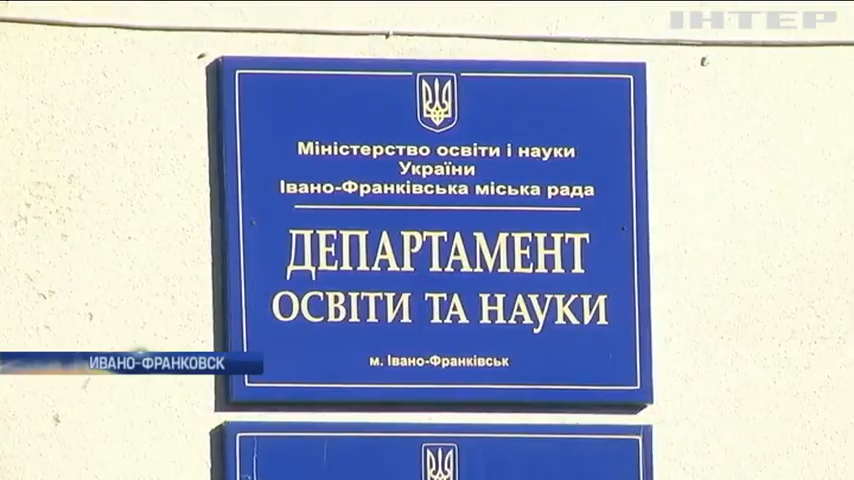 ІНТЕР
Міністерство освіти і науки
України
Івано-Франківська міська рада
ДЕПАРТАМЕНТ
ОСВІТИ ТА НАУКИ
м. Івано-Франківськ
ИВАНО-ФРАНКОВСК